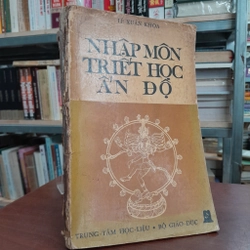 LÊ XUÂN KHOA
NHẬP MÔN
TRIẾT HỌC
ẤN ĐỘ
TRUNG-TÂM HỌC-LIỆU - BỘ GIÁO-DỤC